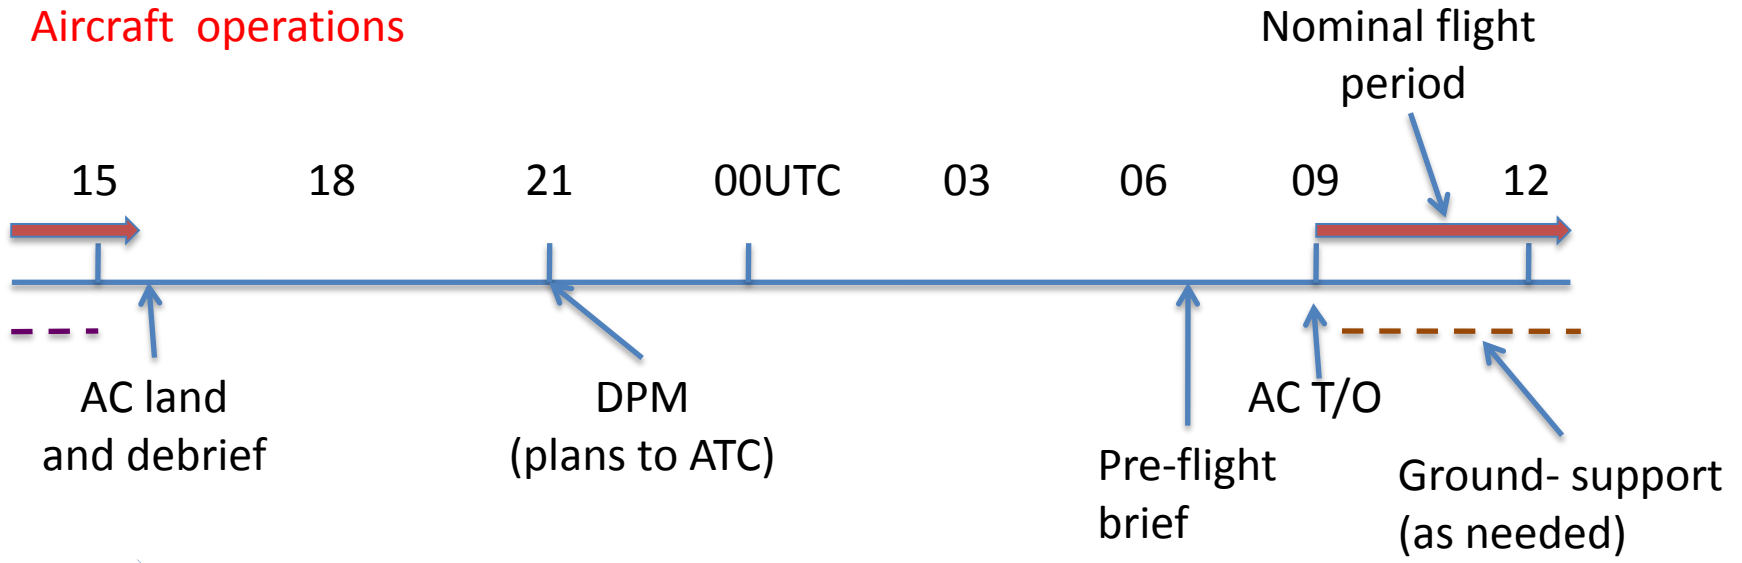 Aircraft  operations
Nominal flight
period
15
18
21
00UTC
03
06
09
12
AC land
and debrief
DPM
(plans to ATC)
AC T/O
Pre-flight
brief
Ground- support
(as needed)